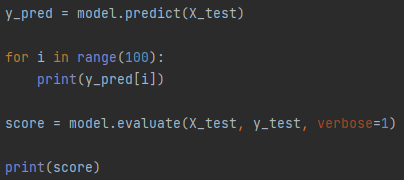 y_pred = model.predict(X_test)
for i in range(100):
    print(y_pred[i])
score = model.evaluate(X_test, y_test, verbose=1)
print(score)